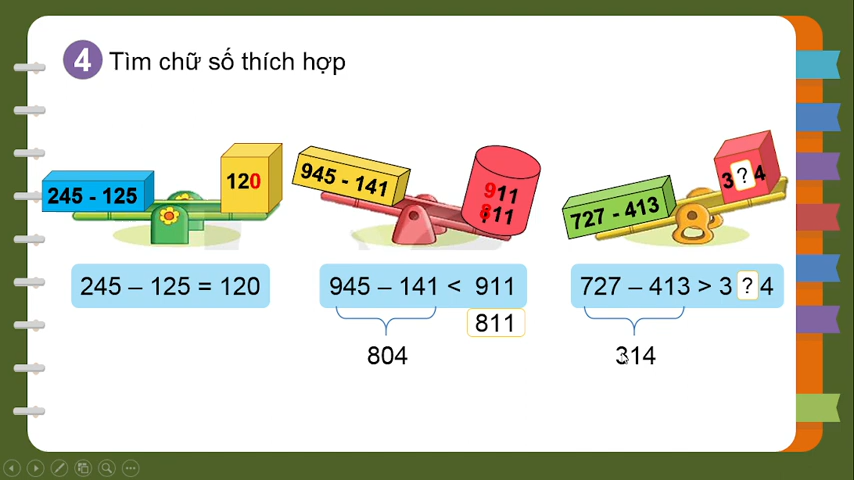 4 Tìm chữ số thích hợp
245 - 125
120
945 - 141
911
811
727 - 413
3 ? 4
245 – 125 = 120
945 – 141 < 911
811
804
727 – 413 > 3 ? 4
314